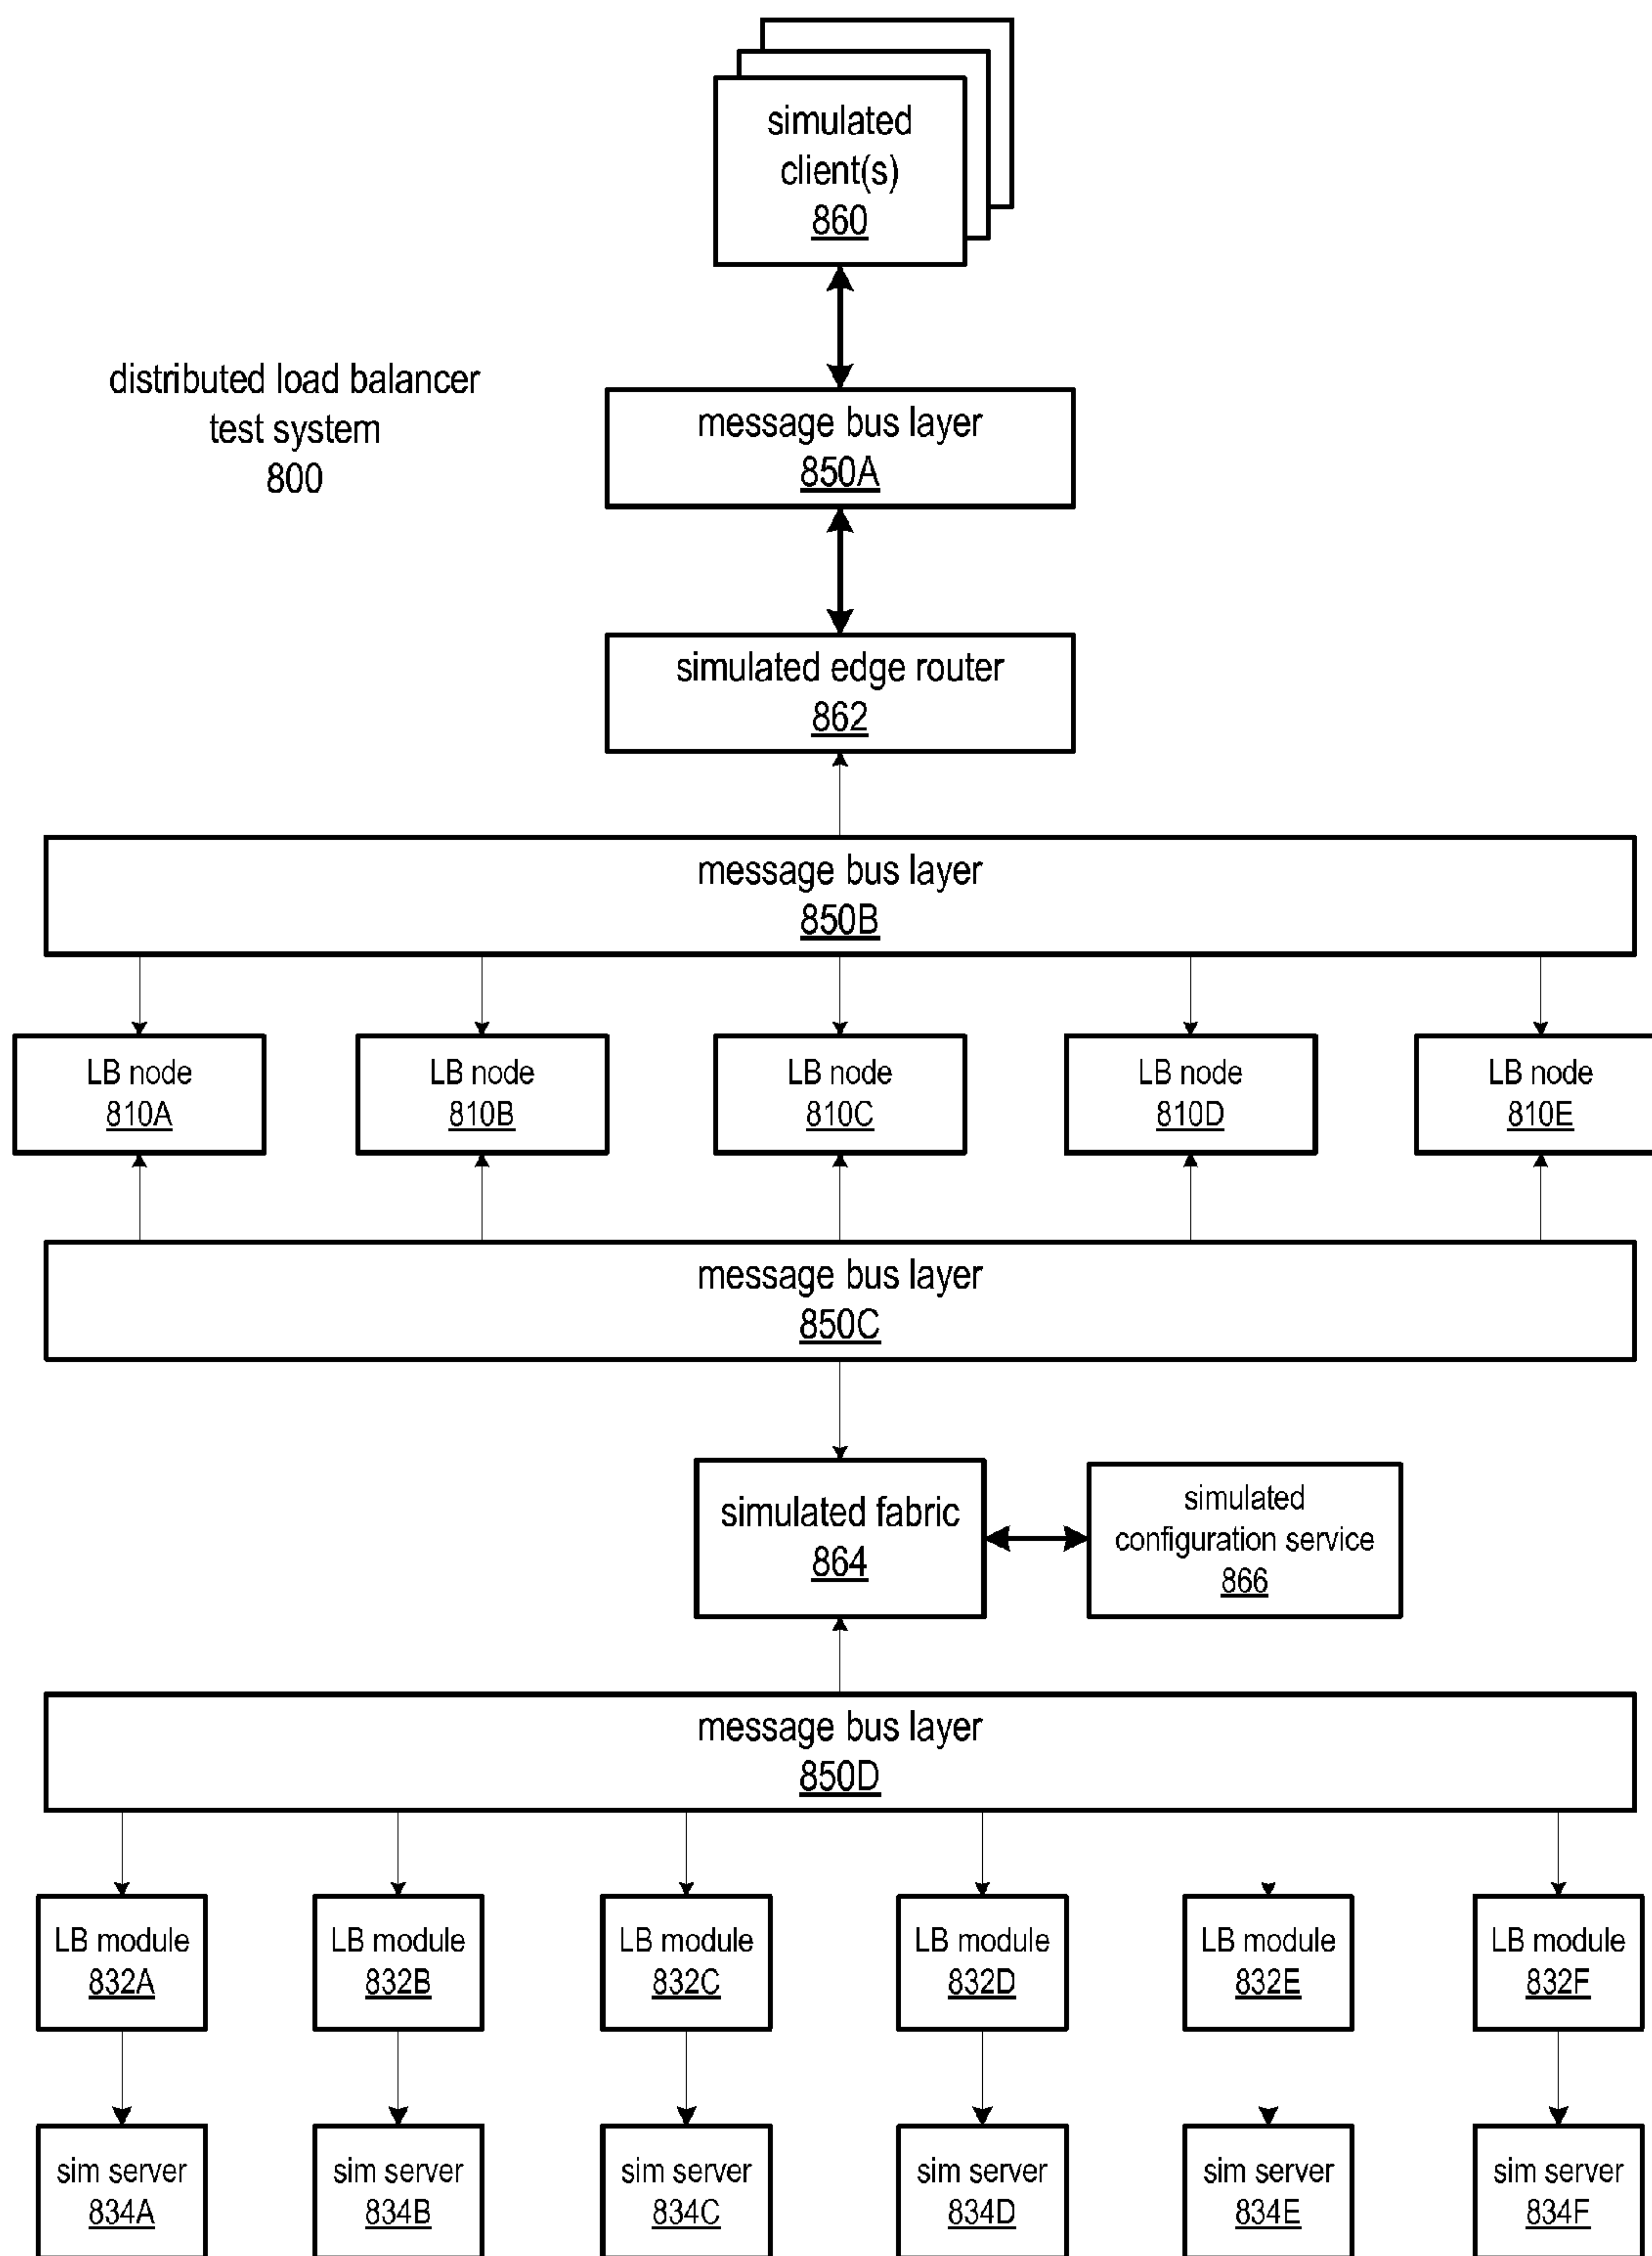 simulated
client(s)
860
distributed load balancer
test system
800
message bus layer
850A
simulated edge router
862
message bus layer
850B
LB node
810A
LB node
810B
LB node
810C
LB node
810D
LB node
810E
message bus layer
850C
simulated fabric
864
simulated
configuration service
866
message bus layer
850D
LB module
832A
LB module
832B
LB module
832C
LB module
832D
LB module
832E
LB module
832F
sim server
834A
sim server
834B
sim server
834C
sim server
834D
sim server
834E
sim server
834F